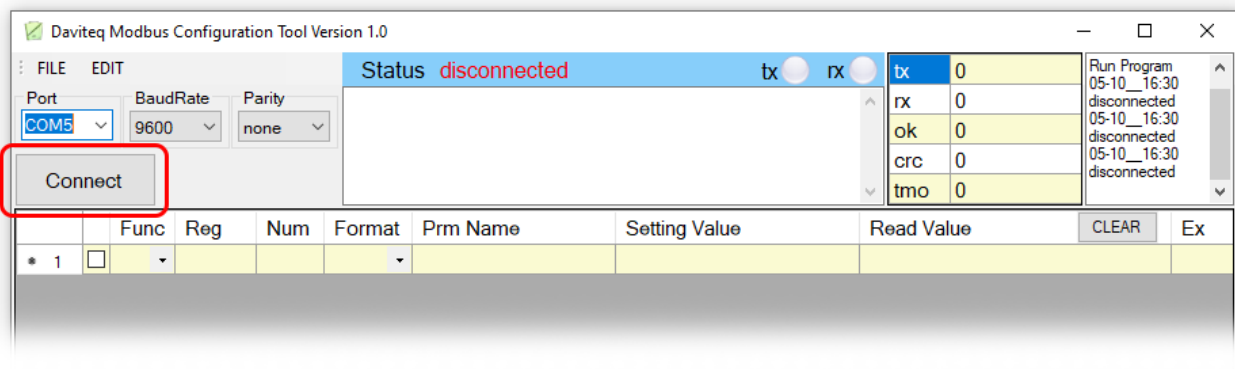 Daviteq Modbus Configuration Tool Version 1.0
FILE EDIT
Status disconnected tx rx
Port BaudRate Parity
COM5 9600 none
Connect
tx 0
rx 0
ok 0
crc 0
tmo 0
Run Program
05-10__16:30
disconnected
05-10__16:30
disconnected
05-10__16:30
disconnected
Func Reg Num Format Prm Name Setting Value Read Value CLEAR Ex
* 1